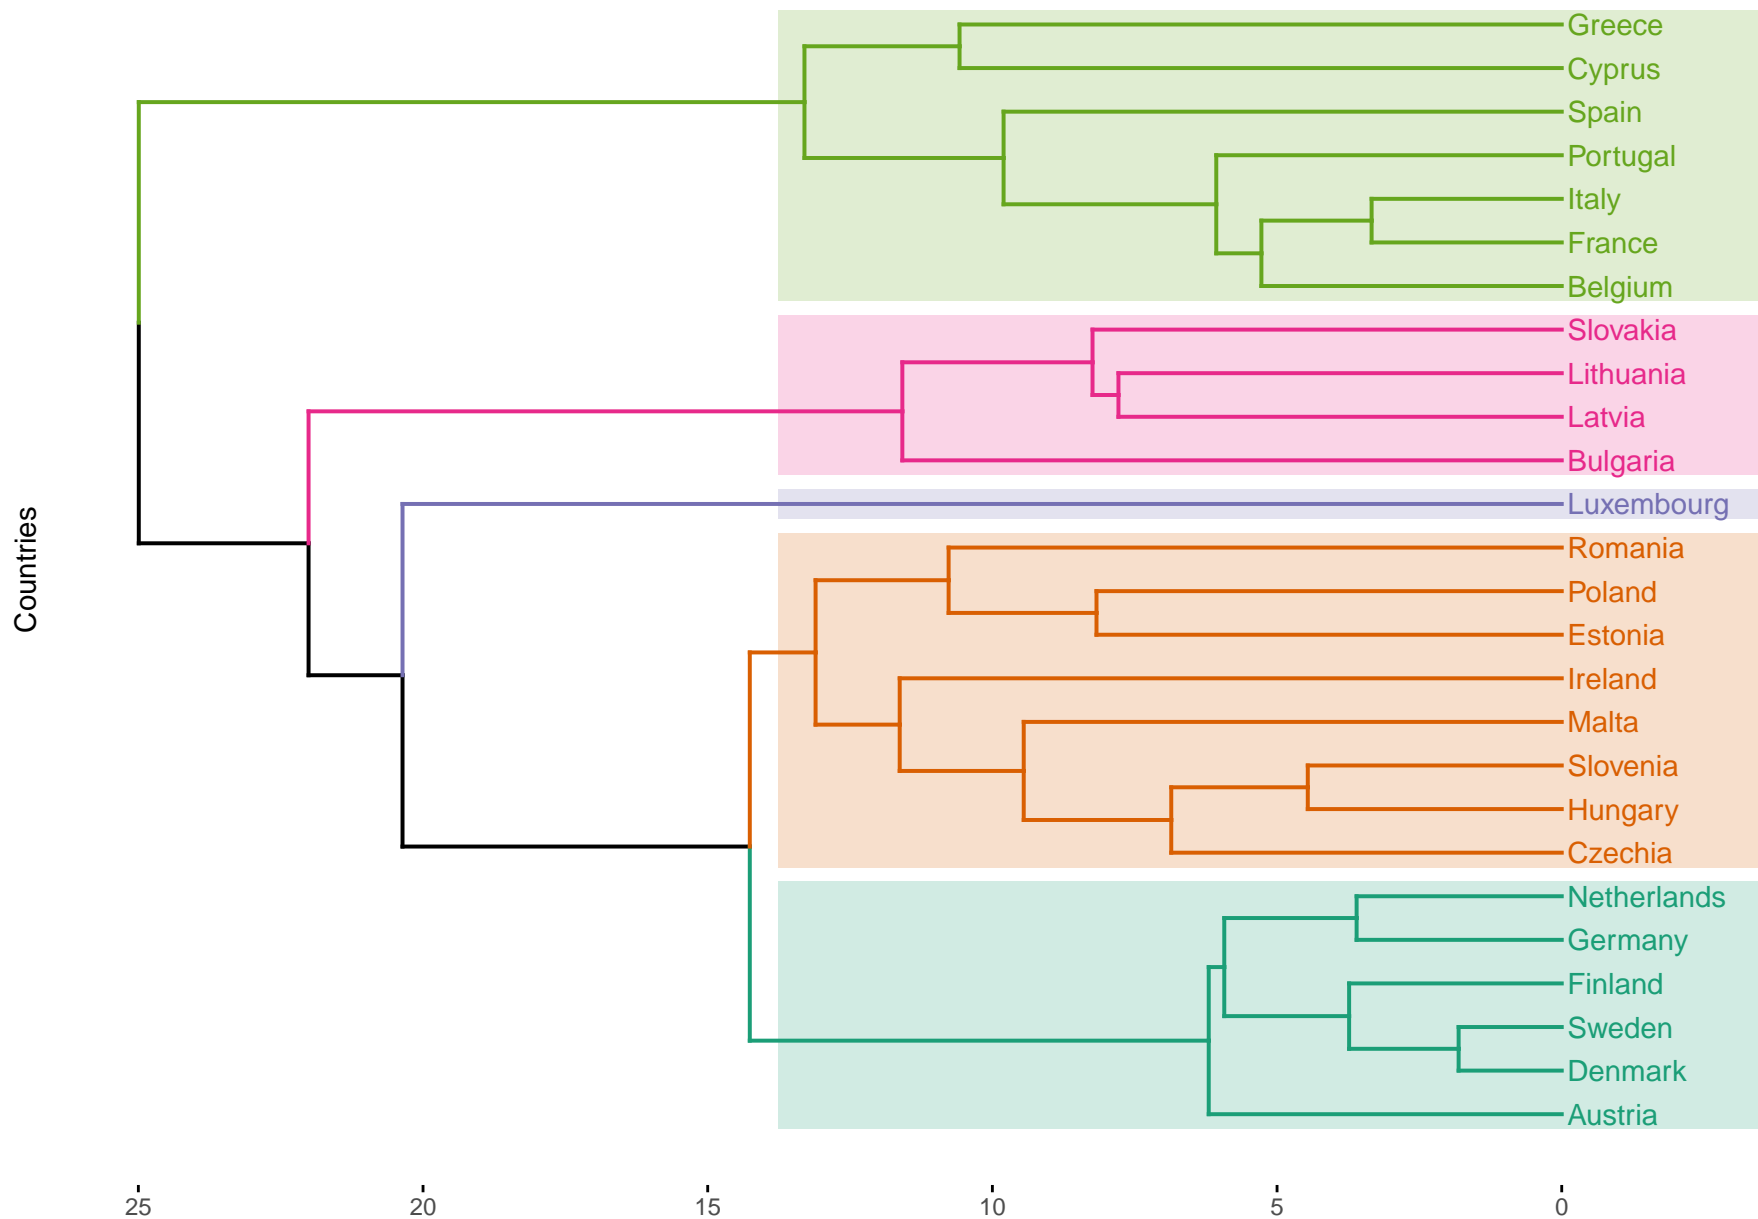 Countries
Greece
Cyprus
Spain
Portugal
Italy
France
Belgium
Slovakia
Lithuania
Latvia
Bulgaria
Luxembourg
Romania
Poland
Estonia
Ireland
Malta
Slovenia
Hungary
Czechia
Netherlands
Germany
Finland
Sweden
Denmark
Austria
25 20 15 10 5 0